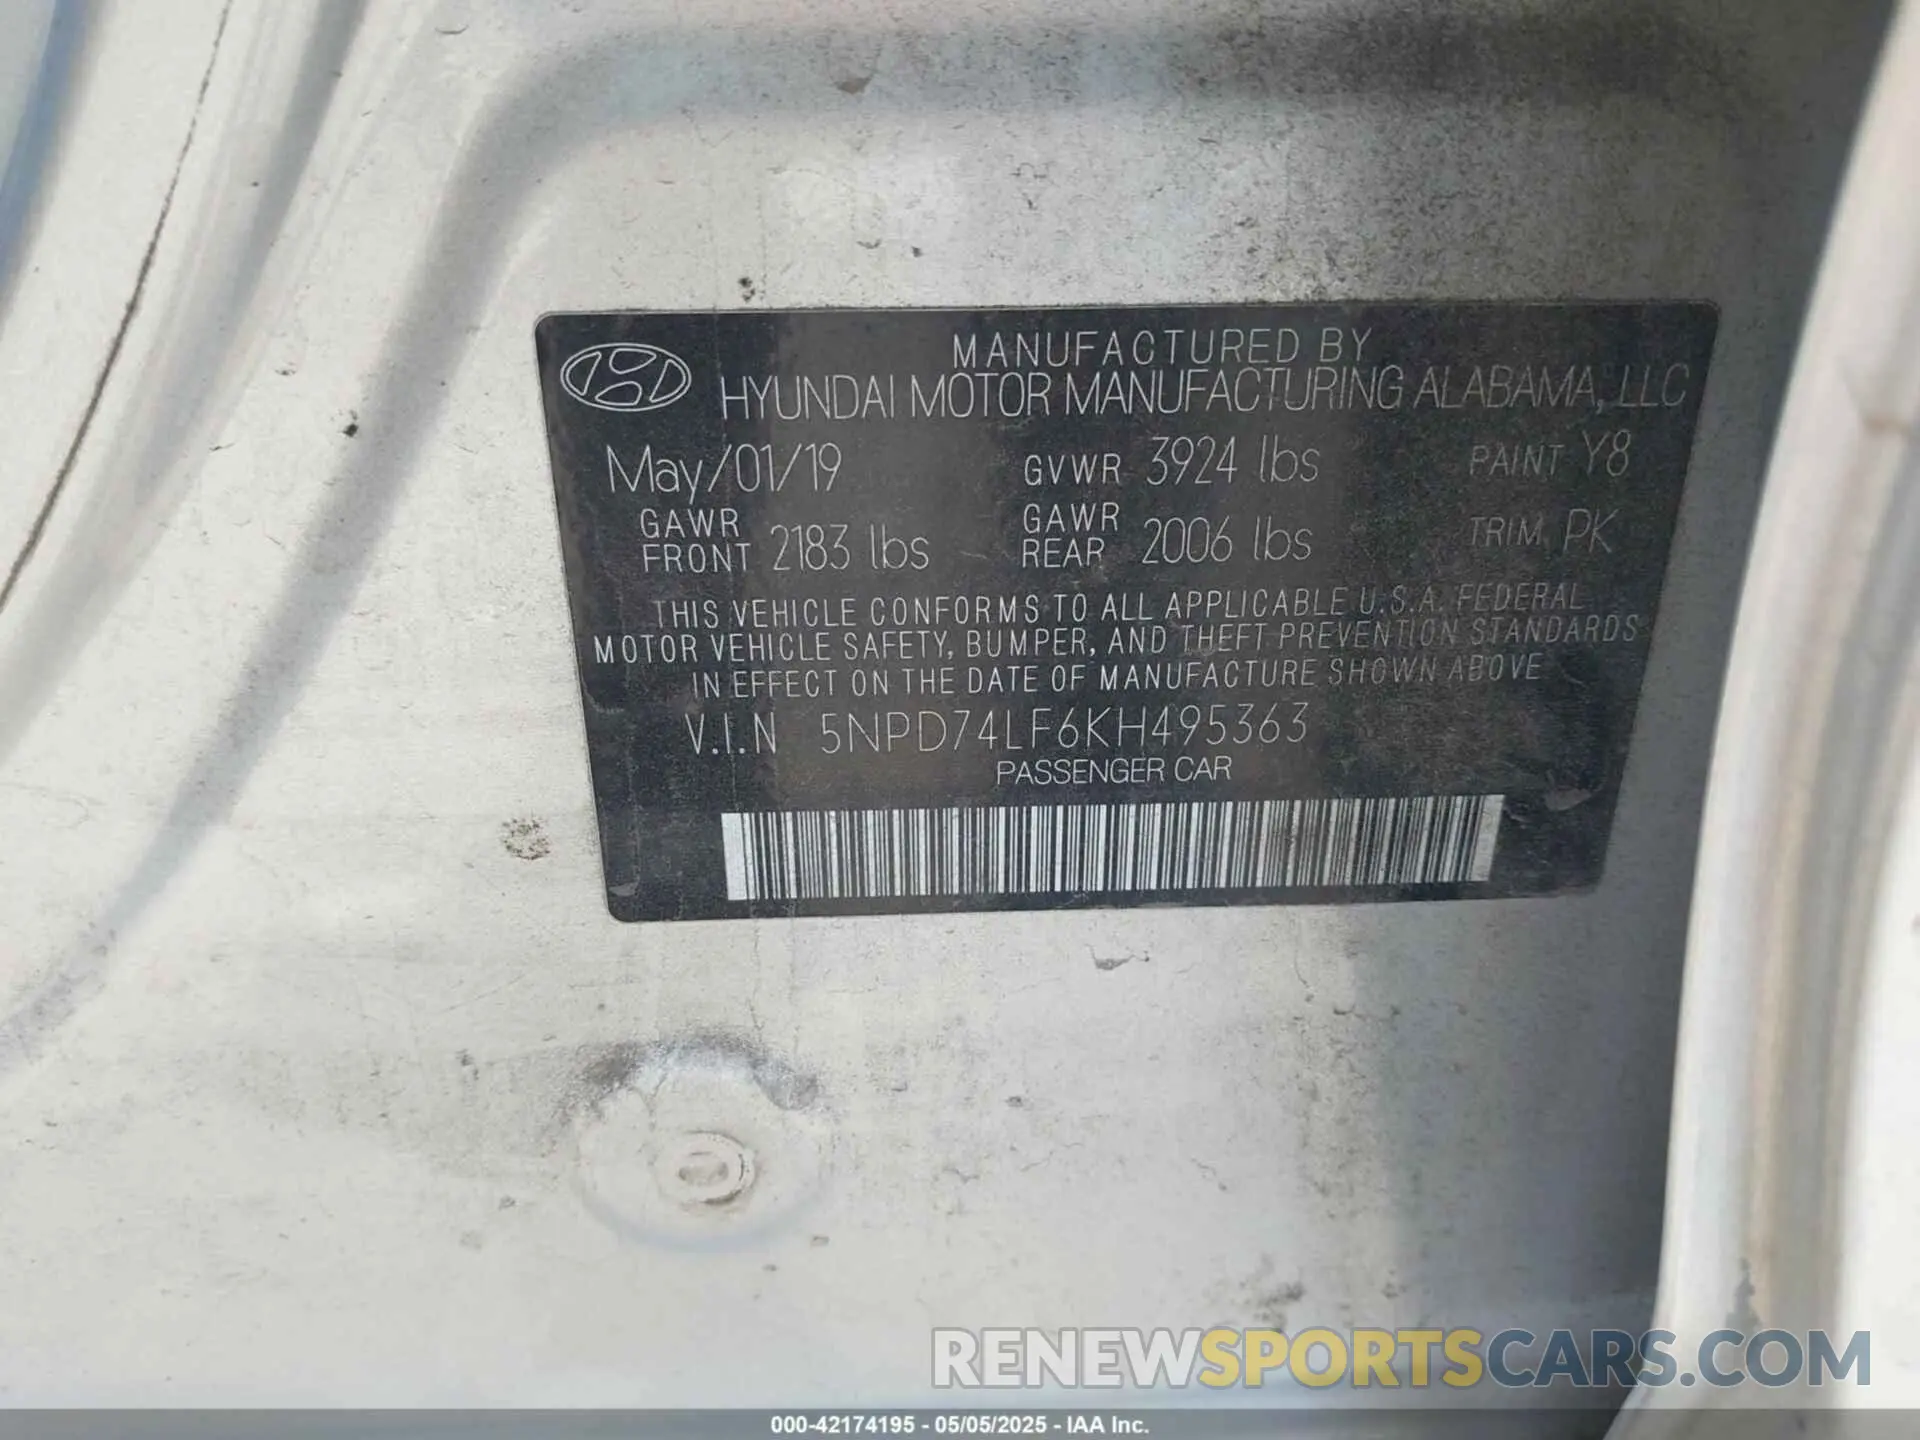 MANUFACTURED BY
HYUNDAI MOTOR MANUFACTURING ALABAMA, LLC
May/01/19 GVWR 3924 lbs PAINT Y8
GAWR FRONT 2183 lbs GAWR REAR 2006 lbs TRIM PK
THIS VEHICLE CONFORMS TO ALL APPLICABLE U.S.A. FEDERAL
MOTOR VEHICLE SAFETY, BUMPER, AND THEFT PREVENTION STANDARDS
IN EFFECT ON THE DATE OF MANUFACTURE SHOWN ABOVE
V.I.N 5NPD74LF6KH495363
PASSENGER CAR
RENEWSPORTSCARS.COM
000-42174195 - 05/05/2025 - IAA Inc.